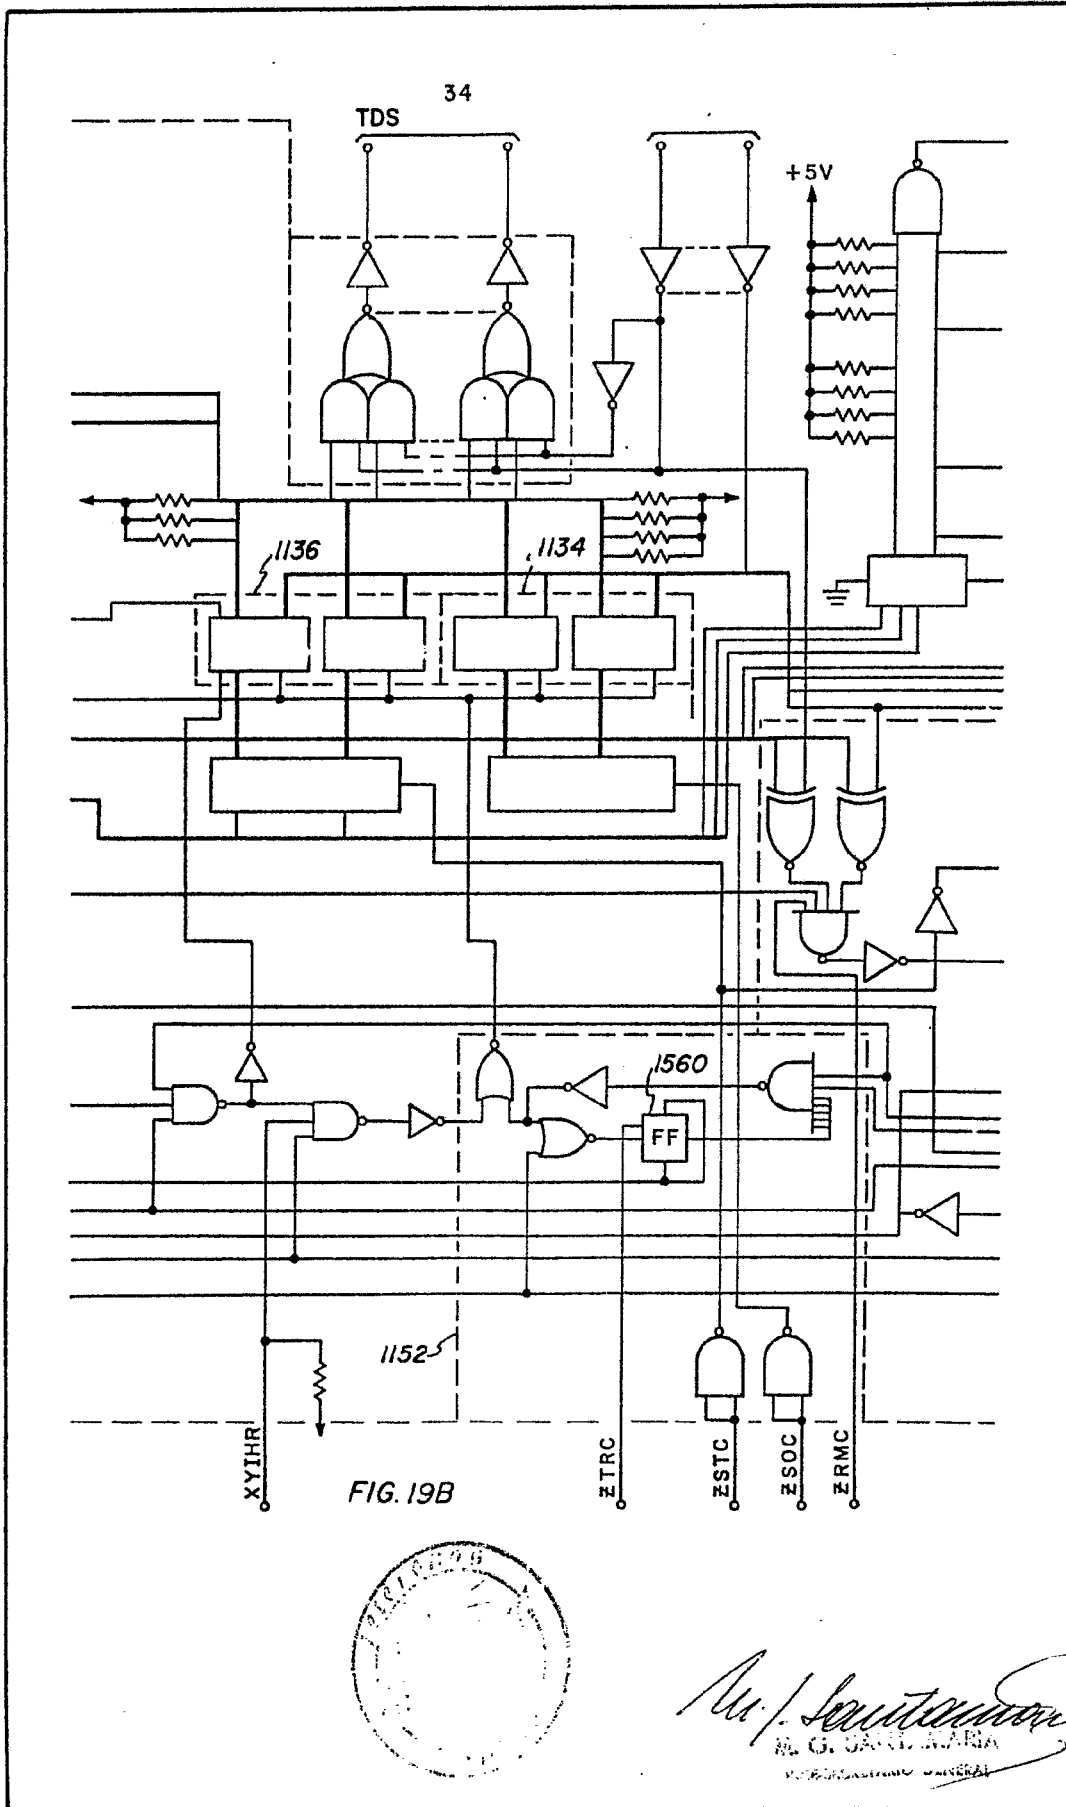 34
TDS
+5V
1136
1134
1560
FF
1152
XYIHR
ZTRC
ZSTC
ZSOC
ZRMC
FIG. 19B